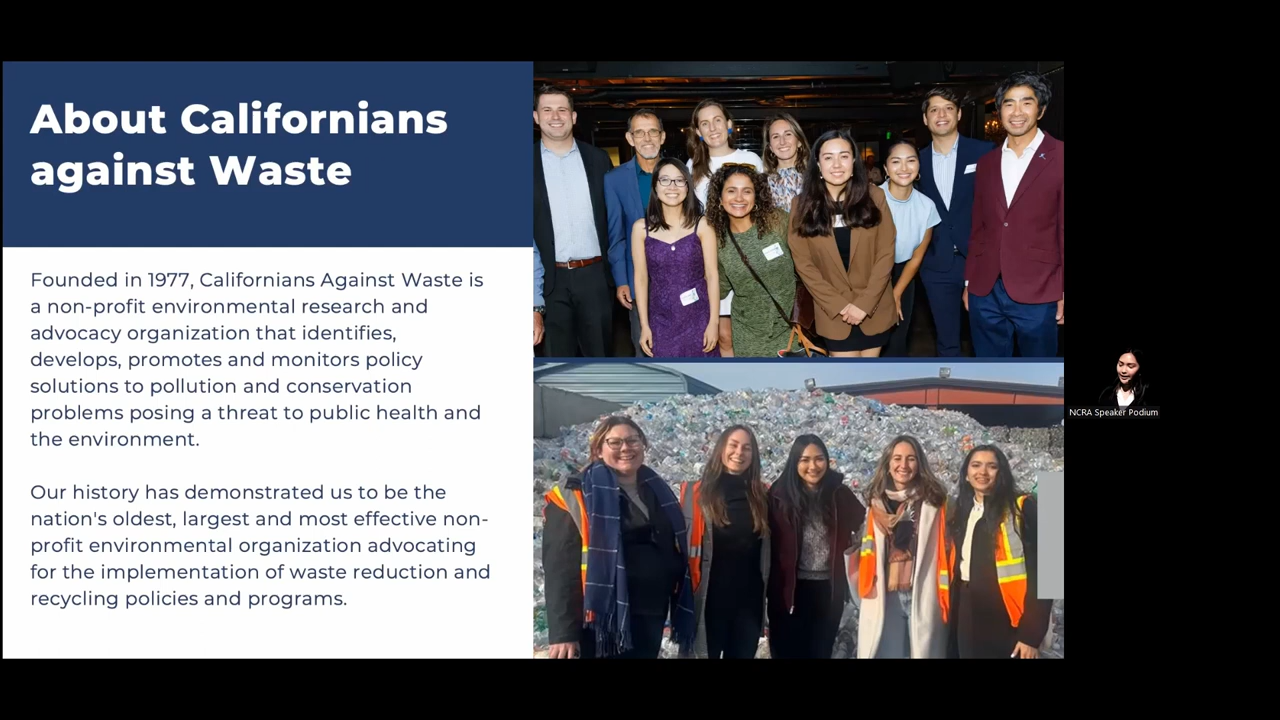 About Californians
against Waste
Founded in 1977, Californians Against Waste is
a non-profit environmental research and
advocacy organization that identifies,
develops, promotes and monitors policy
solutions to pollution and conservation
problems posing a threat to public health and
the environment.
Our history has demonstrated us to be the
nation's oldest, largest and most effective non-
profit environmental organization advocating
for the implementation of waste reduction and
recycling policies and programs.
NCRA Speaker Podium